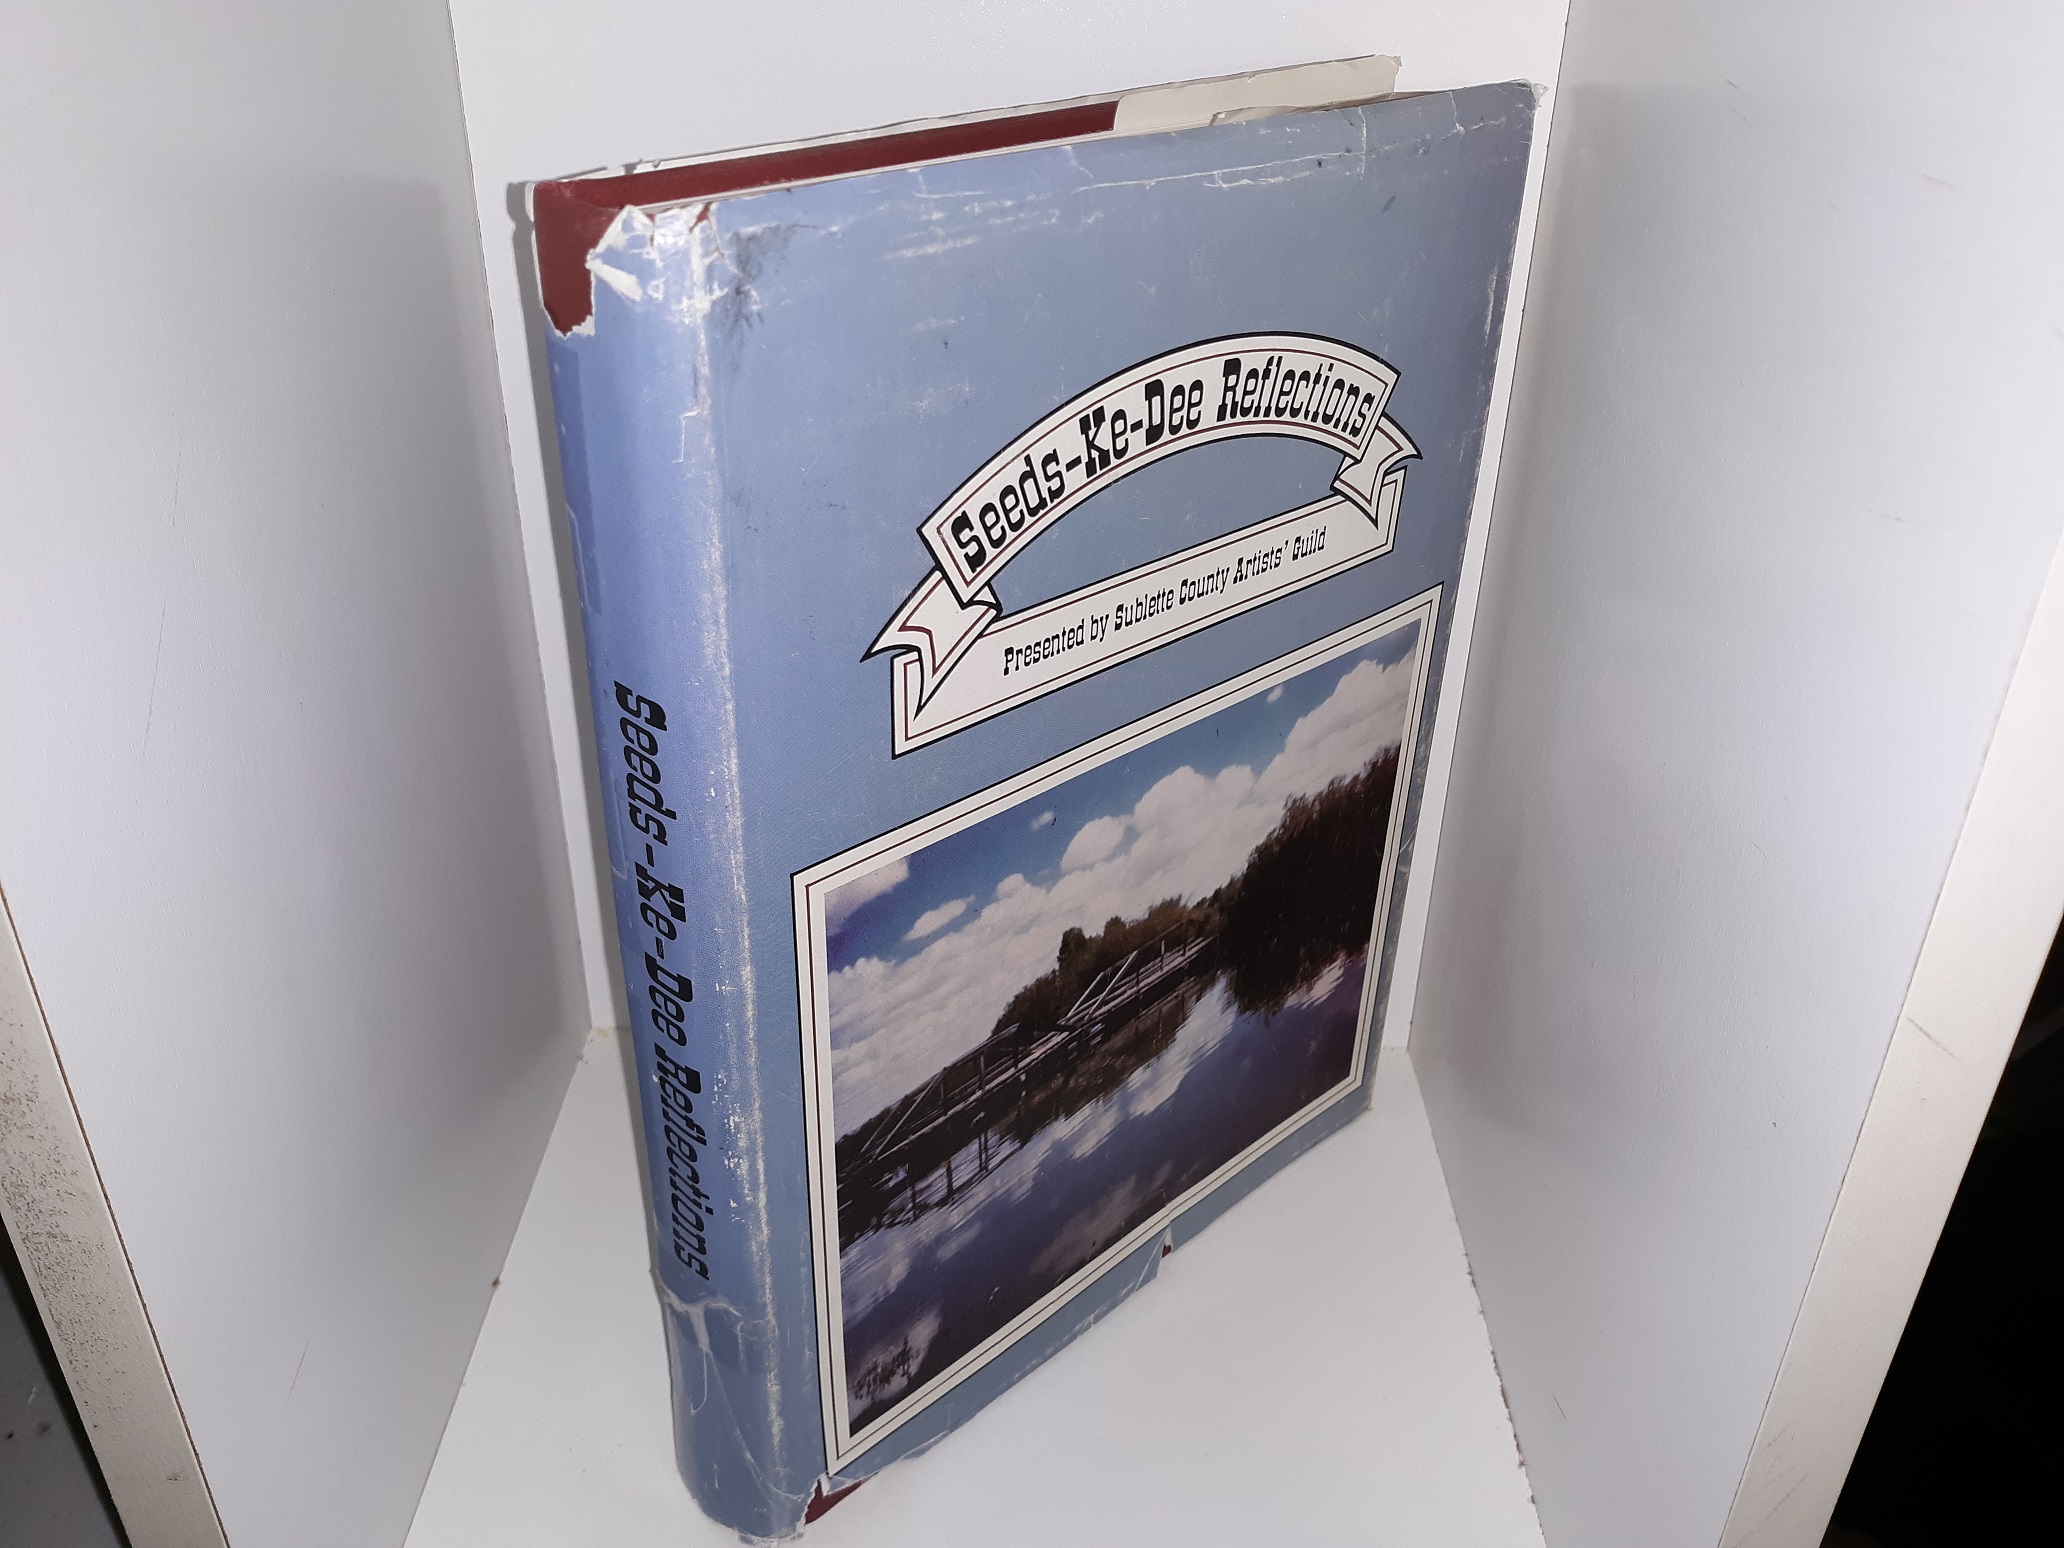 Seeds-Ke-Dee Reflections
Presented by Sublette County Artists' Guild
Seeds-Ke-Dee Reflections